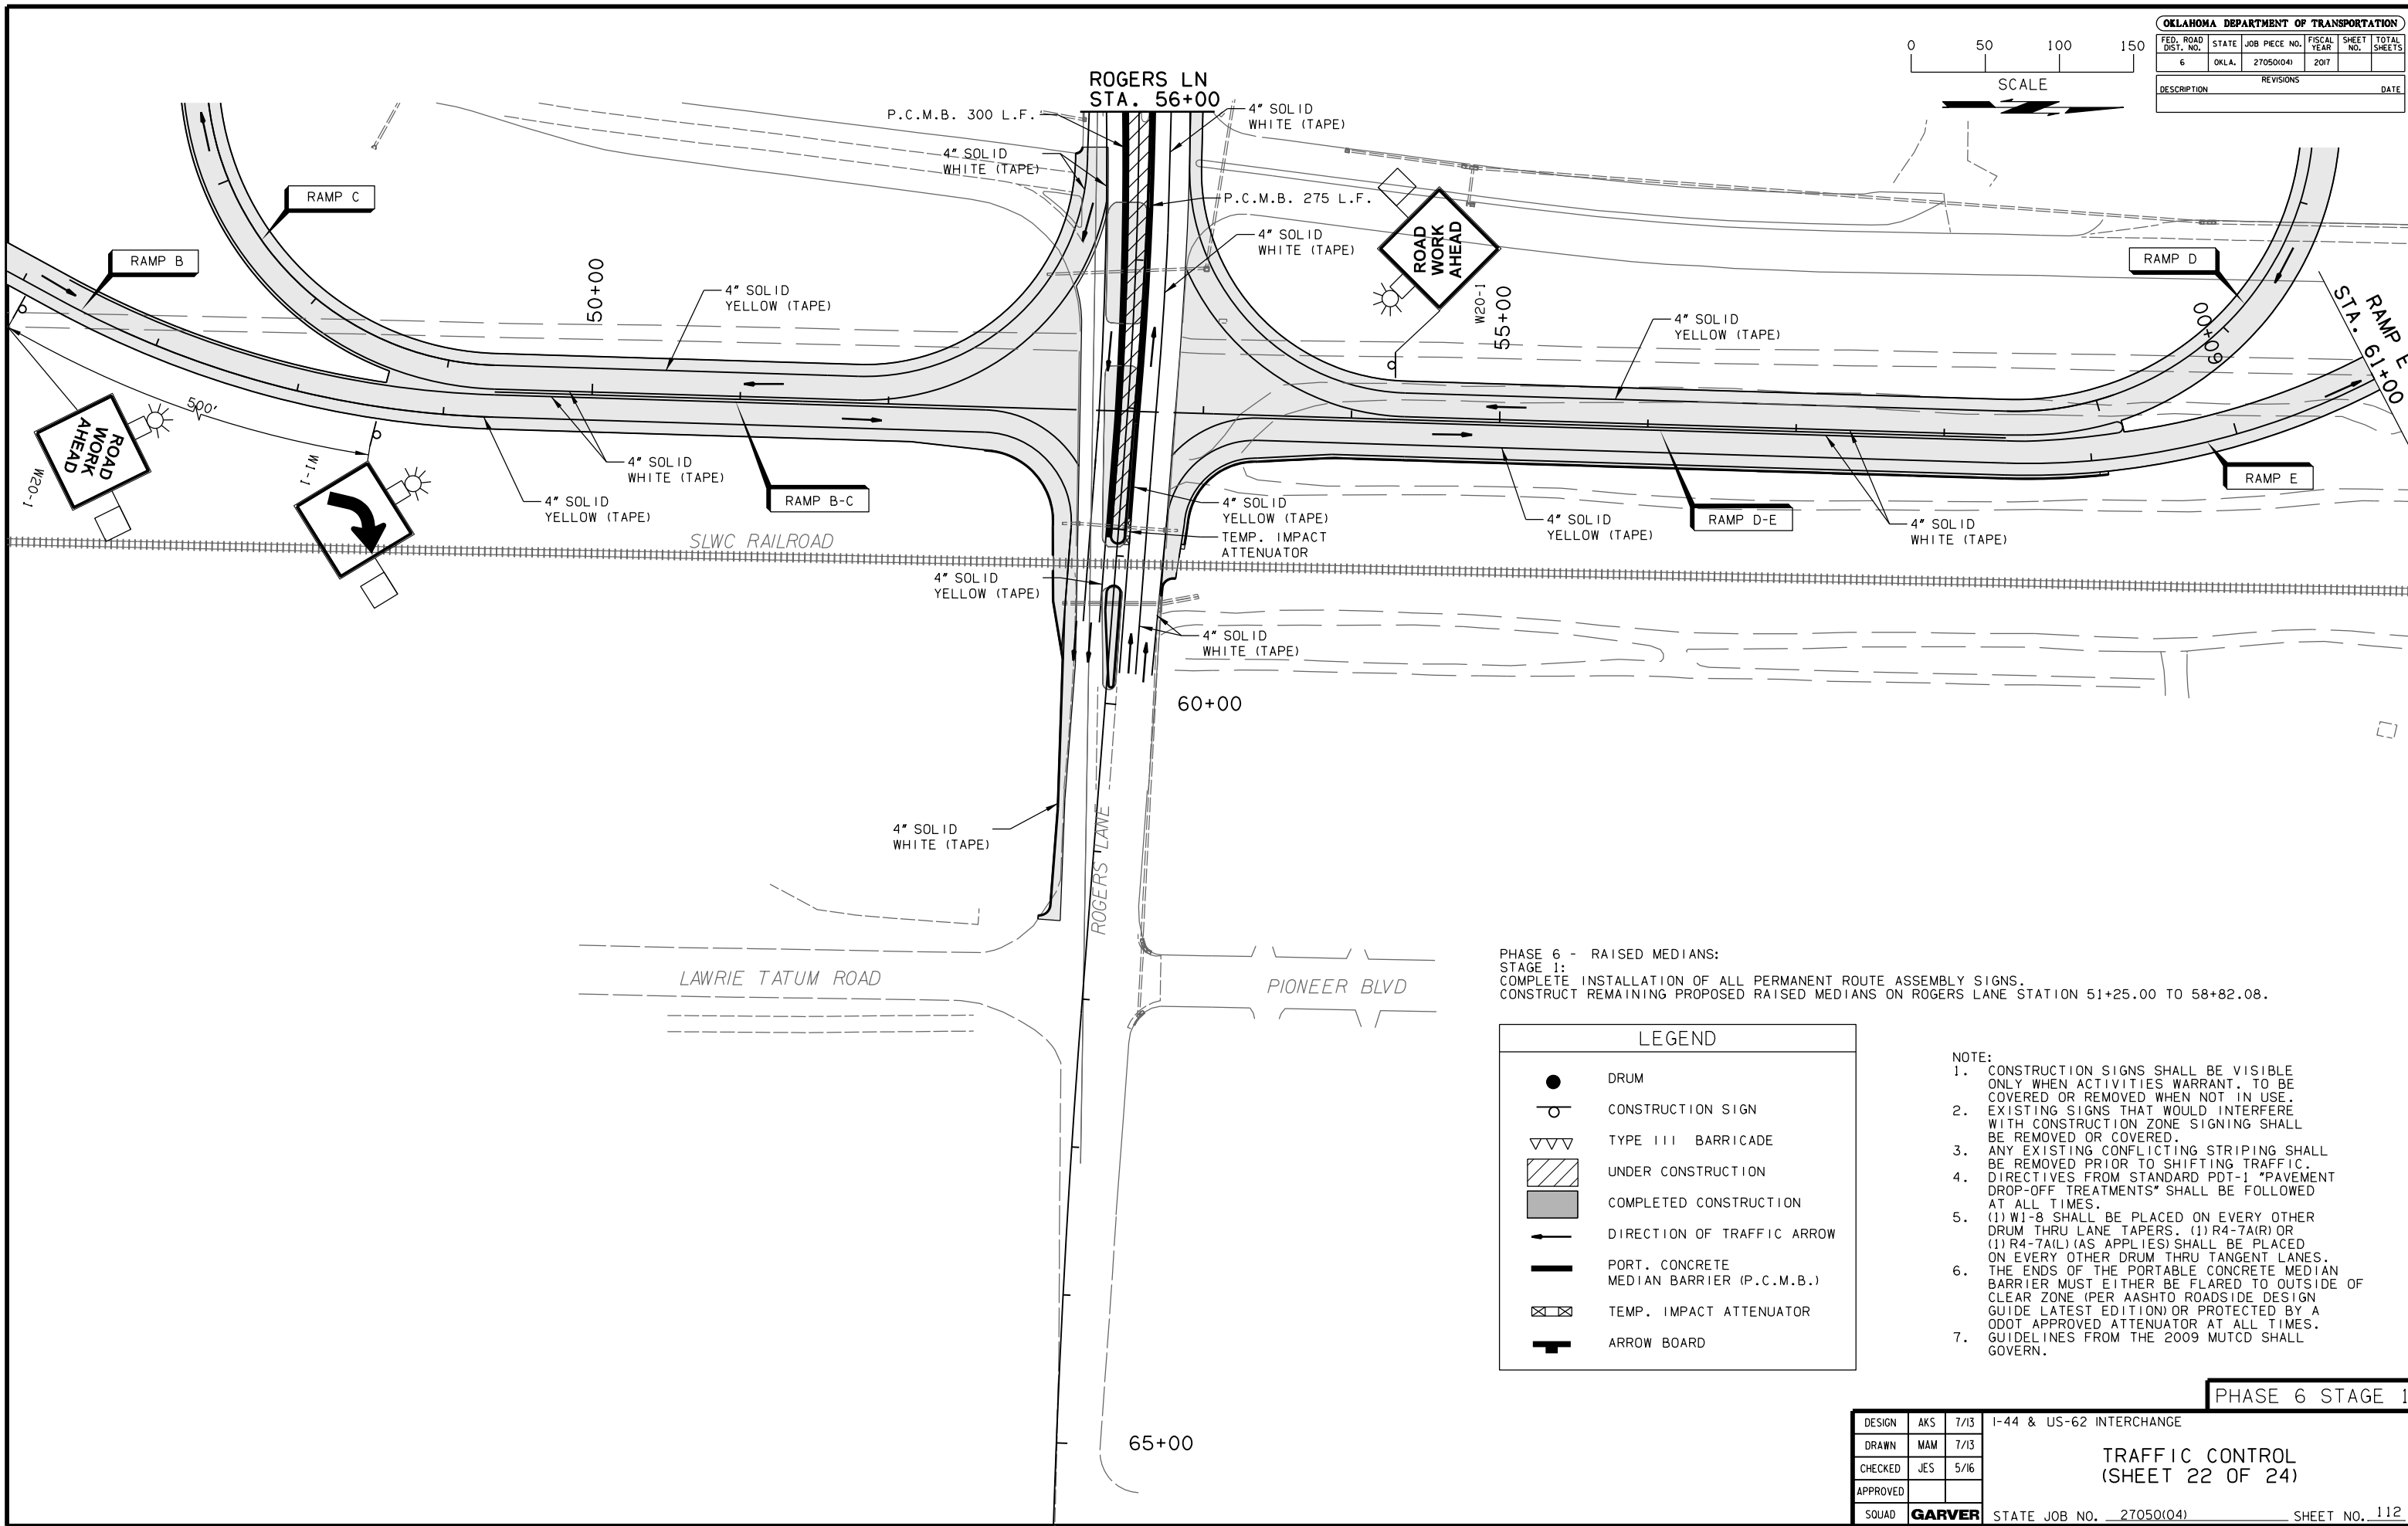 OKLAHOMA DEPARTMENT OF TRANSPORTATION
FED. ROAD DIST. NO.
STATE
JOB PIECE NO.
FISCAL YEAR
SHEET NO.
TOTAL SHEETS
6
OKLA.
27050(04)
2017
REVISIONS
DESCRIPTION
DATE
0 50 100 150
SCALE
ROGERS LN
STA. 56+00
P.C.M.B. 300 L.F.
4" SOLID
WHITE (TAPE)
4" SOLID
WHITE (TAPE)
P.C.M.B. 275 L.F.
4" SOLID
WHITE (TAPE)
RAMP C
RAMP B
50+00
4" SOLID
YELLOW (TAPE)
ROAD
WORK
AHEAD
W20-1
55+00
4" SOLID
YELLOW (TAPE)
RAMP D
60+00
RAMP E
STA. 61+00
500'
ROAD
WORK
AHEAD
W20-1
W1-1
4" SOLID
WHITE (TAPE)
4" SOLID
YELLOW (TAPE)
RAMP B-C
4" SOLID
YELLOW (TAPE)
TEMP. IMPACT
ATTENUATOR
4" SOLID
YELLOW (TAPE)
RAMP D-E
4" SOLID
WHITE (TAPE)
RAMP E
SLWC RAILROAD
4" SOLID
YELLOW (TAPE)
4" SOLID
WHITE (TAPE)
60+00
4" SOLID
WHITE (TAPE)
ROGERS LANE
LAWRIE TATUM ROAD
PIONEER BLVD
65+00
PHASE 6 - RAISED MEDIANS:
STAGE 1:
COMPLETE INSTALLATION OF ALL PERMANENT ROUTE ASSEMBLY SIGNS.
CONSTRUCT REMAINING PROPOSED RAISED MEDIANS ON ROGERS LANE STATION 51+25.00 TO 58+82.08.
LEGEND
DRUM
CONSTRUCTION SIGN
TYPE III BARRICADE
UNDER CONSTRUCTION
COMPLETED CONSTRUCTION
DIRECTION OF TRAFFIC ARROW
PORT. CONCRETE
MEDIAN BARRIER (P.C.M.B.)
TEMP. IMPACT ATTENUATOR
ARROW BOARD
NOTE:
1. CONSTRUCTION SIGNS SHALL BE VISIBLE
ONLY WHEN ACTIVITIES WARRANT. TO BE
COVERED OR REMOVED WHEN NOT IN USE.
2. EXISTING SIGNS THAT WOULD INTERFERE
WITH CONSTRUCTION ZONE SIGNING SHALL
BE REMOVED OR COVERED.
3. ANY EXISTING CONFLICTING STRIPING SHALL
BE REMOVED PRIOR TO SHIFTING TRAFFIC.
4. DIRECTIVES FROM STANDARD PDT-1 "PAVEMENT
DROP-OFF TREATMENTS" SHALL BE FOLLOWED
AT ALL TIMES.
5. (1) W1-8 SHALL BE PLACED ON EVERY OTHER
DRUM THRU LANE TAPERS. (1) R4-7A(R) OR
(1) R4-7A(L) (AS APPLIES) SHALL BE PLACED
ON EVERY OTHER DRUM THRU TANGENT LANES.
6. THE ENDS OF THE PORTABLE CONCRETE MEDIAN
BARRIER MUST EITHER BE FLARED TO OUTSIDE OF
CLEAR ZONE (PER AASHTO ROADSIDE DESIGN
GUIDE LATEST EDITION) OR PROTECTED BY A
ODOT APPROVED ATTENUATOR AT ALL TIMES.
7. GUIDELINES FROM THE 2009 MUTCD SHALL
GOVERN.
PHASE 6 STAGE 1
DESIGN AKS 7/13
DRAWN MAM 7/13
CHECKED JES 5/16
APPROVED
SQUAD GARVER
I-44 & US-62 INTERCHANGE
TRAFFIC CONTROL
(SHEET 22 OF 24)
STATE JOB NO. 27050(04) SHEET NO. 112